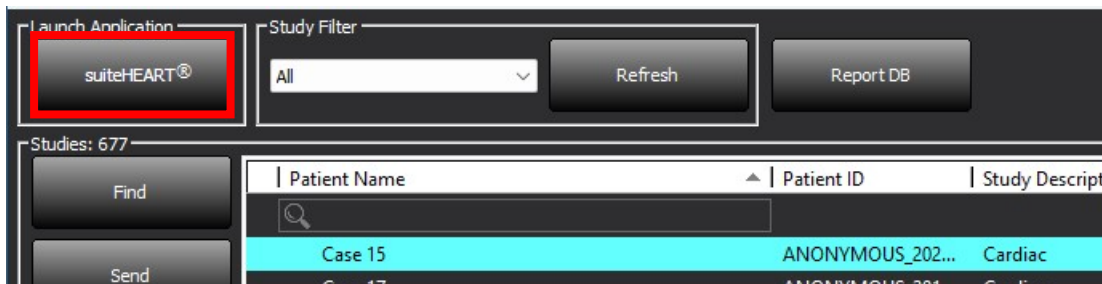 Launch Application
Study Filter
suiteHEART®
All
Refresh
Report DB
Studies: 677
Find
Send
Patient Name
Patient ID
Study Descript
Case 15
ANONYMOUS_202...
Cardiac